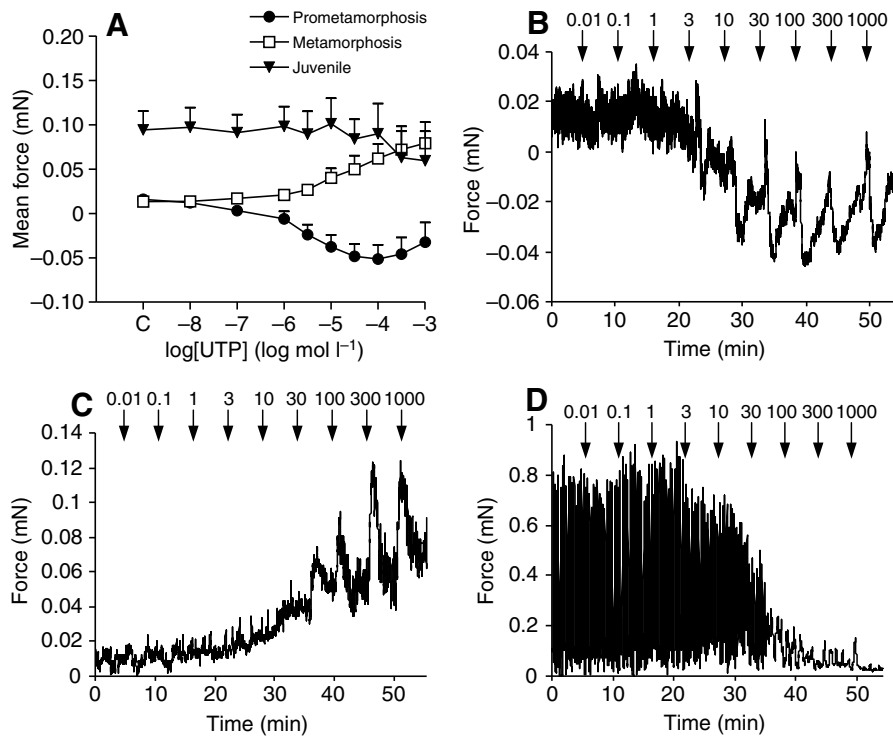 A
Prometamorphosis
Metamorphosis
Juvenile
Mean force (mN)
0.20
0.15
0.10
0.05
0
–0.05
–0.10
C –8 –7 –6 –5 –4 –3
log[UTP] (log mol l–1)
B
0.01 0.1 1 3 10 30 100 300 1000
Force (mN)
0.04
0.02
0
–0.02
–0.04
–0.06
0 10 20 30 40 50
Time (min)
C
0.01 0.1 1 3 10 30 100 300 1000
Force (mN)
0.14
0.12
0.10
0.08
0.06
0.04
0.02
0
0 10 20 30 40 50
Time (min)
D
0.01 0.1 1 3 10 30 100 300 1000
Force (mN)
1
0.8
0.6
0.4
0.2
0
0 10 20 30 40 50
Time (min)